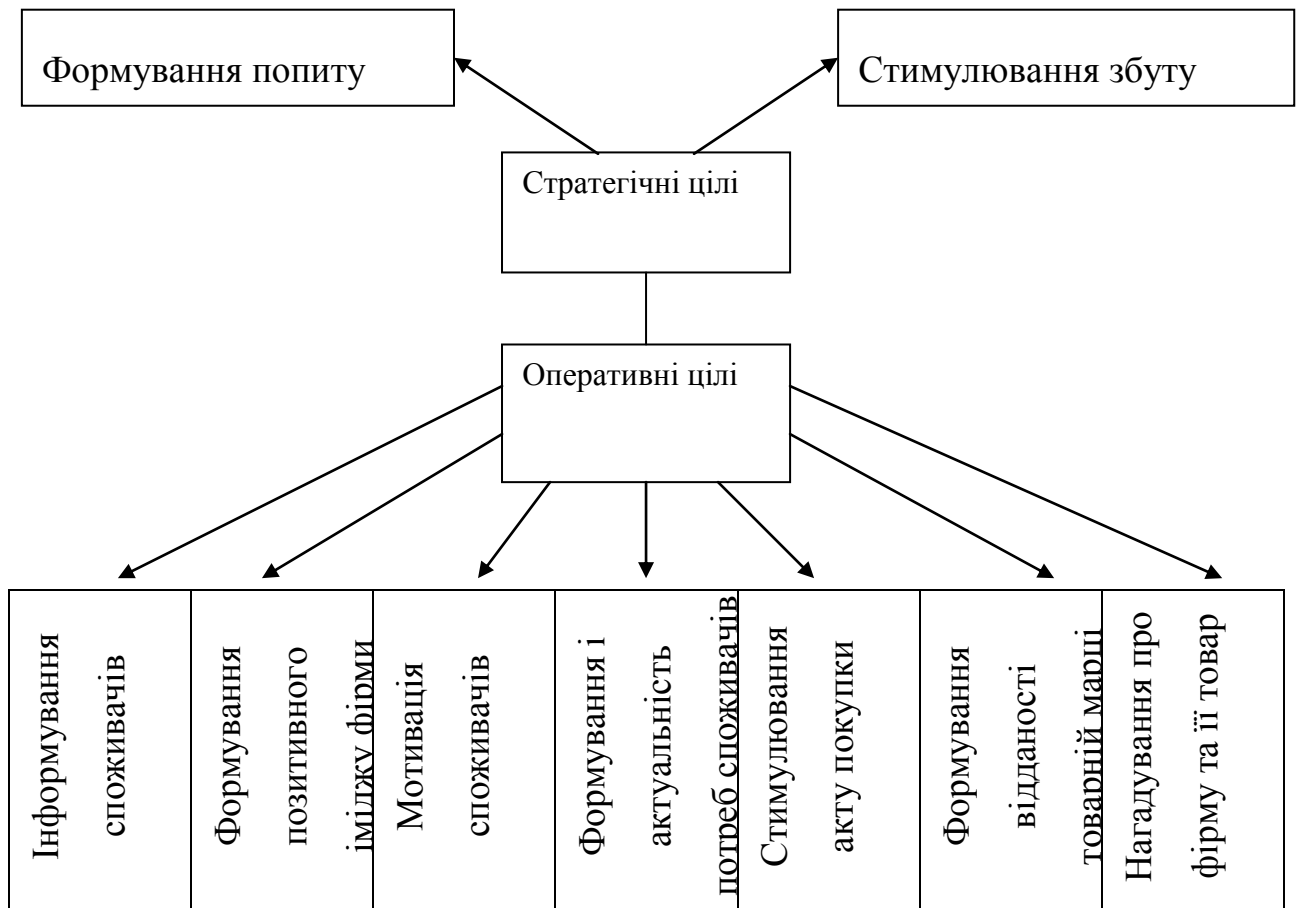 Формування попиту
Стимулювання збуту
Стратегічні цілі
Оперативні цілі
Інформування
споживачів
Формування
позитивного
іміджу фірми
Мотивація
споживачів
Формування і
актуальність
потреб споживачів
Стимулювання
акту покупки
Формування
відданості
товарній марці
Нагадування про
фірму та її товар